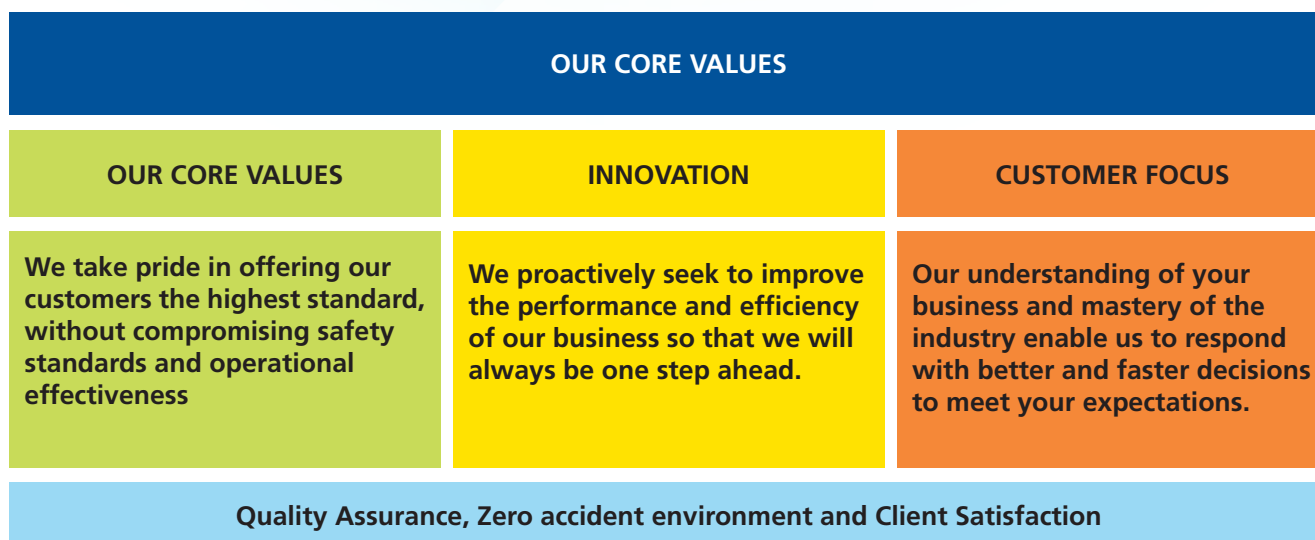 OUR CORE VALUES
OUR CORE VALUES
We take pride in offering our
customers the highest standard,
without compromising safety
standards and operational
effectiveness
INNOVATION
We proactively seek to improve
the performance and efficiency
of our business so that we will
always be one step ahead.
CUSTOMER FOCUS
Our understanding of your
business and mastery of the
industry enable us to respond
with better and faster decisions
to meet your expectations.
Quality Assurance, Zero accident environment and Client Satisfaction